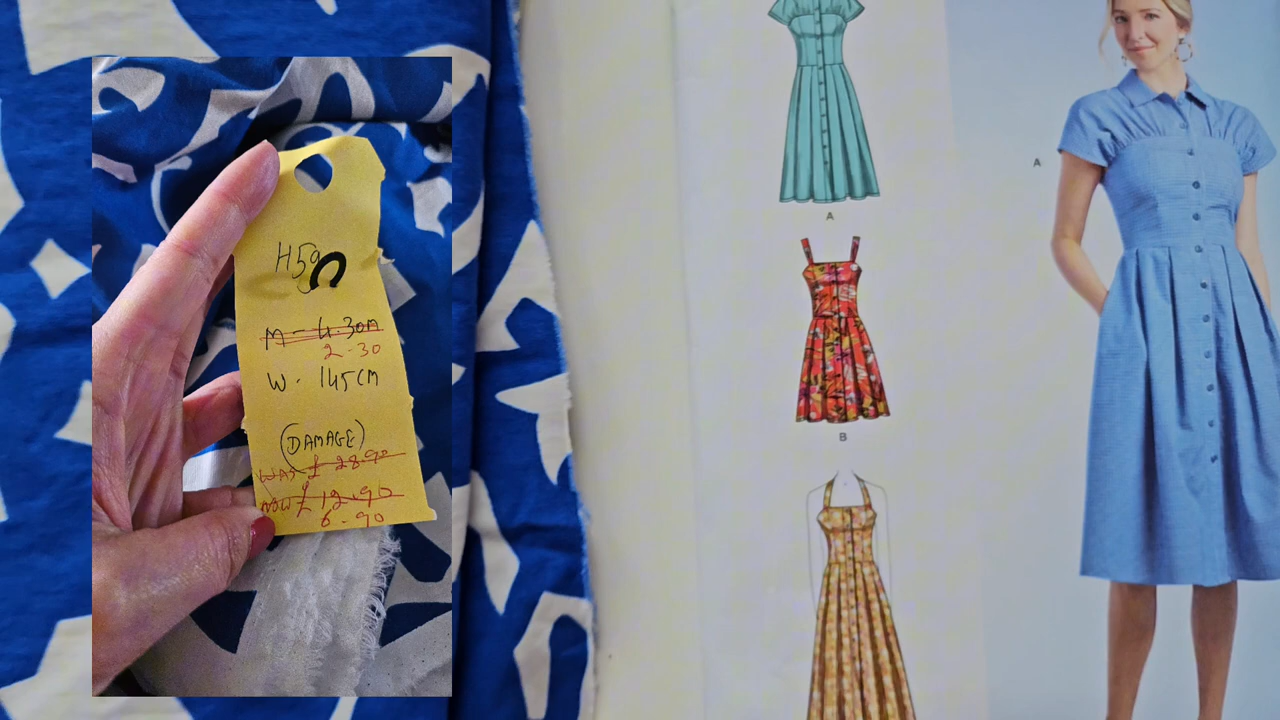 H59
M - 4.30m
2-30
W - 145cm
(DAMAGE)
WAS £ 28.90
NOW £ 12.90
6-90
A
B
A